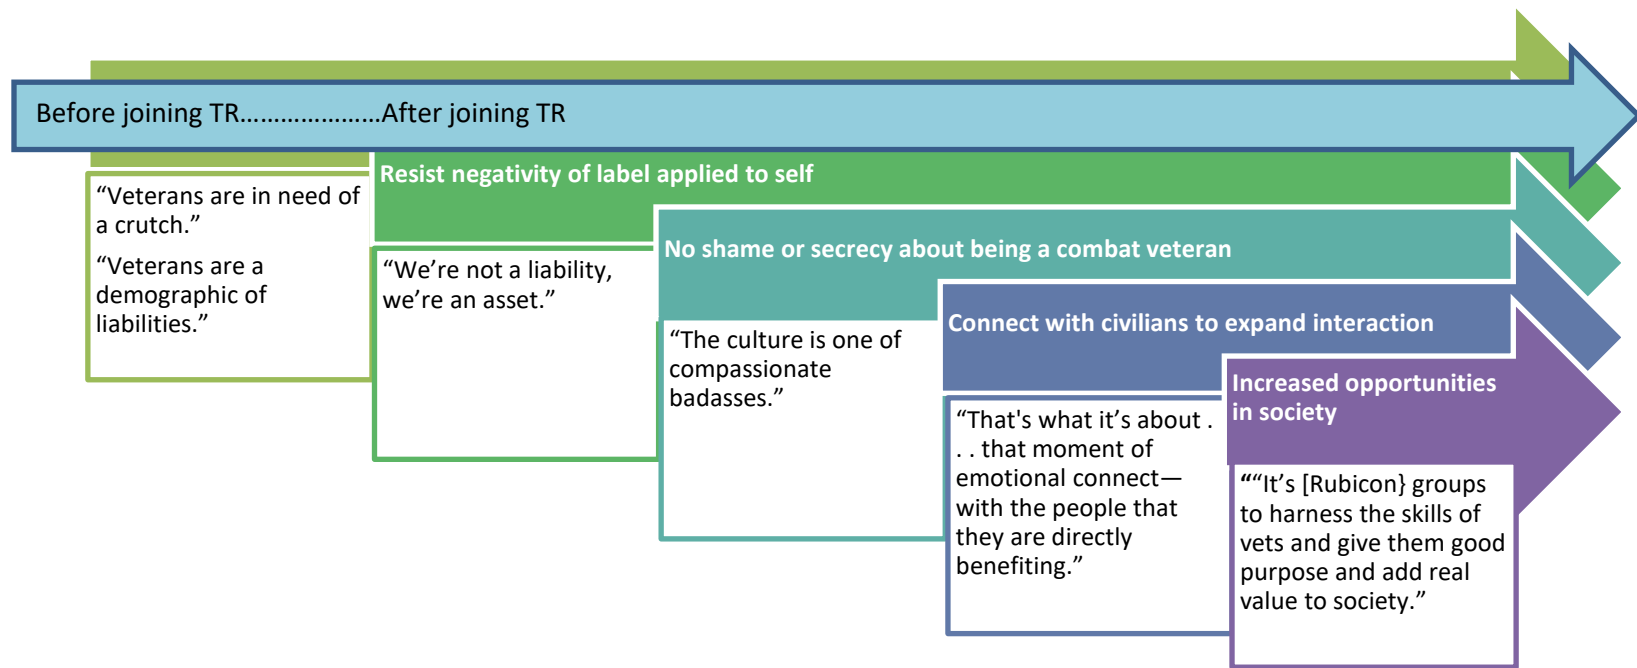 Before joining TR…………………After joining TR
“Veterans are in need of
a crutch.”
“Veterans are a
demographic of
liabilities.”
Resist negativity of label applied to self
“We’re not a liability,
we’re an asset.”
No shame or secrecy about being a combat veteran
“The culture is one of
compassionate
badasses.”
Connect with civilians to expand interaction
“That's what it’s about .
. . that moment of
emotional connect—
with the people that
they are directly
benefiting.”
Increased opportunities
in society
““It’s [Rubicon} groups
to harness the skills of
vets and give them good
purpose and add real
value to society.”